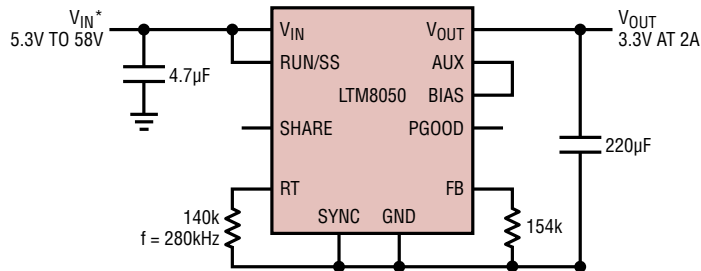 VIN*
5.3V TO 58V
4.7µF
VIN
RUN/SS
SHARE
RT
140k
f = 280kHz
LTM8050
SYNC GND
VOUT
AUX
BIAS
PGOOD
FB
154k
220µF
VOUT
3.3V AT 2A